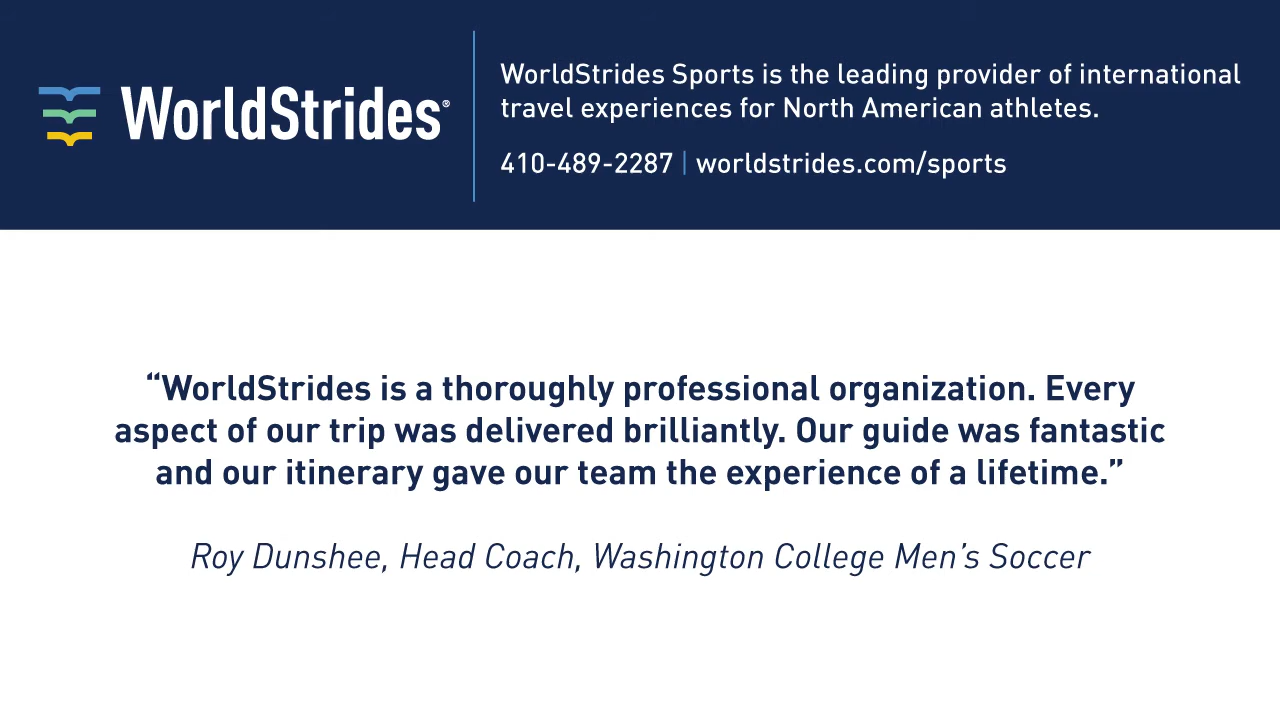 WorldStrides®
WorldStrides Sports is the leading provider of international
travel experiences for North American athletes.
410-489-2287 | worldstrides.com/sports
“WorldStrides is a thoroughly professional organization. Every
aspect of our trip was delivered brilliantly. Our guide was fantastic
and our itinerary gave our team the experience of a lifetime.”
Roy Dunshee, Head Coach, Washington College Men’s Soccer